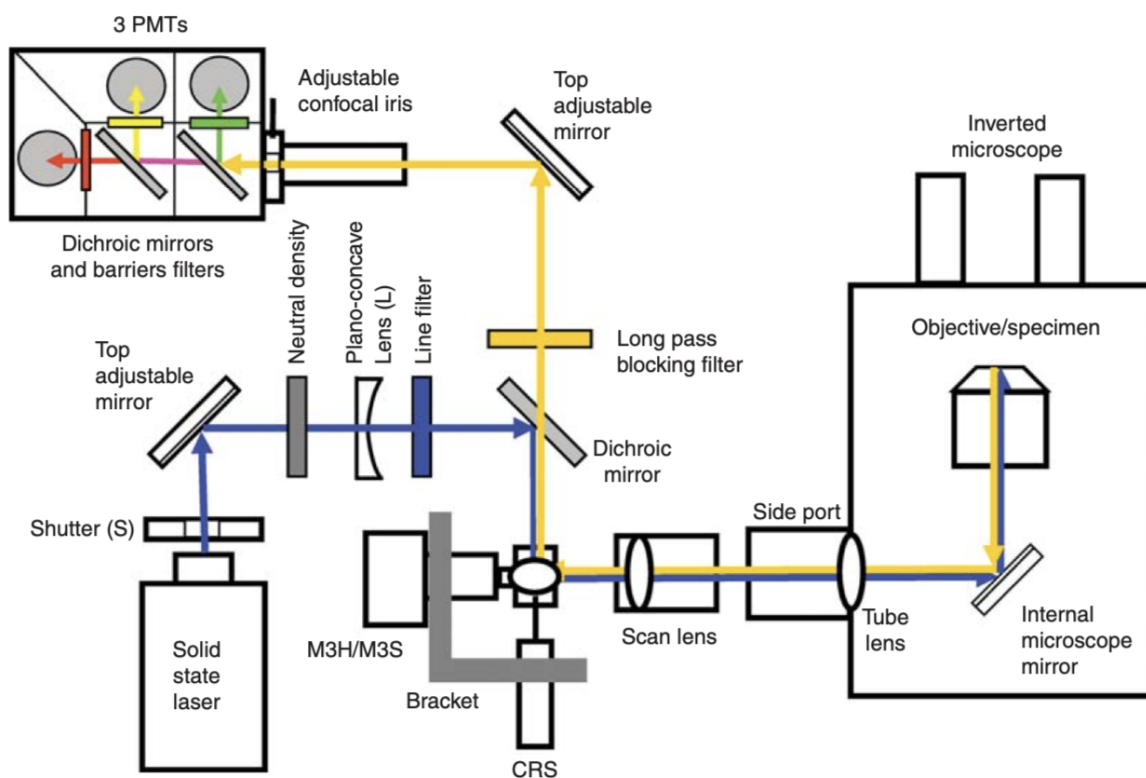 3 PMTs
Adjustable
confocal iris
Top
adjustable
mirror
Inverted
microscope
Dichroic mirrors
and barriers filters
Neutral density
Plano-concave
Lens (L)
Line filter
Long pass
blocking filter
Objective/specimen
Top
adjustable
mirror
Dichroic
mirror
Shutter (S)
Side port
Solid
state
laser
M3H/M3S
Bracket
CRS
Scan lens
Tube
lens
Internal
microscope
mirror